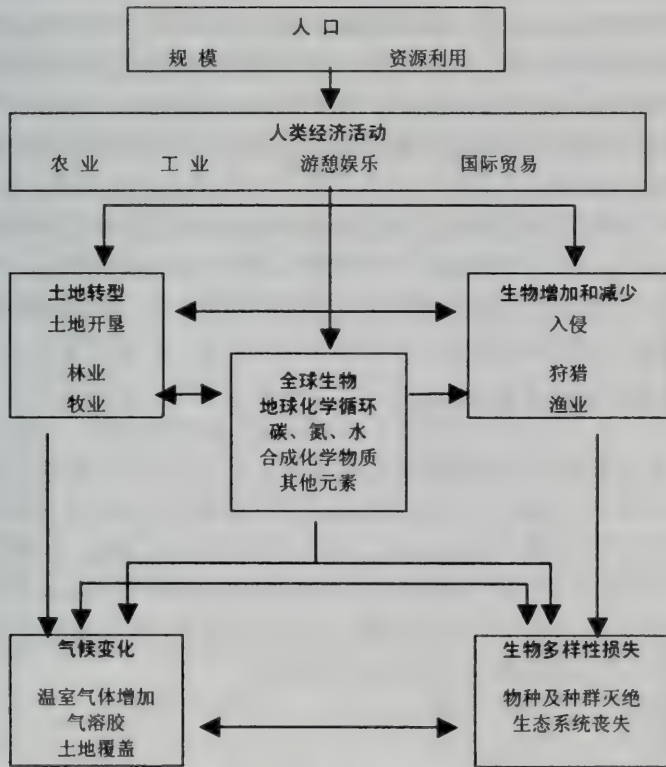 人 口
规 模 资源利用
人类经济活动
农 业 工 业 游憩娱乐 国际贸易
土地转型
土地开垦
林业
牧业
生物增加和减少
入侵
狩猎
渔业
全球生物
地球化学循环
碳、氮、水
合成化学物质
其他元素
气候变化
温室气体增加
气溶胶
土地覆盖
生物多样性损失
物种及种群灭绝
生态系统丧失